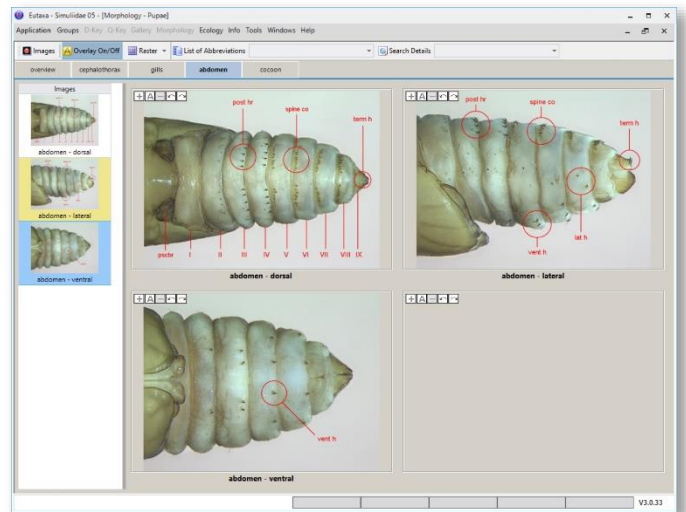 Eutaxa - Simuliidae 05 - [Morphology - Pupae]
Application Groups D-Key Q-Key Gallery Morphology Ecology Info Tools Windows Help
Images Overlay On/Off Raster List of Abbreviations Search Details
overview cephalothorax gills abdomen cocoon
Images
abdomen - dorsal
abdomen - lateral
abdomen - ventral
+ A
post hr spine co term h
I II III IV V VI VII VIII IX
abdomen - dorsal
+ A
post hr spine co term h
vent h lat h
abdomen - lateral
+ A
vent h
abdomen - ventral
+ A
V3.0.33